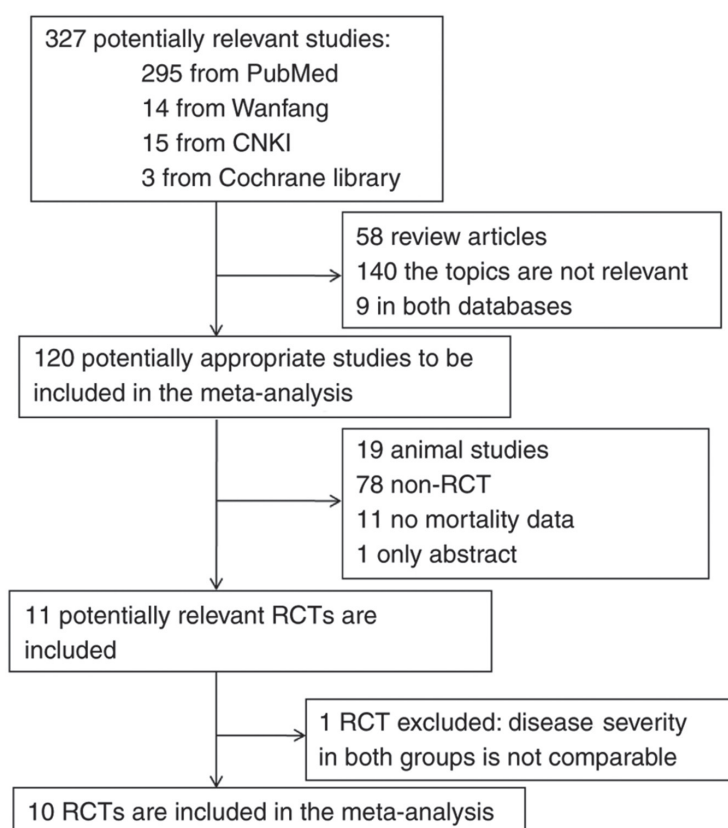 327 potentially relevant studies:
295 from PubMed
14 from Wanfang
15 from CNKI
3 from Cochrane library
58 review articles
140 the topics are not relevant
9 in both databases
120 potentially appropriate studies to be
included in the meta-analysis
19 animal studies
78 non-RCT
11 no mortality data
1 only abstract
11 potentially relevant RCTs are
included
1 RCT excluded: disease severity
in both groups is not comparable
10 RCTs are included in the meta-analysis